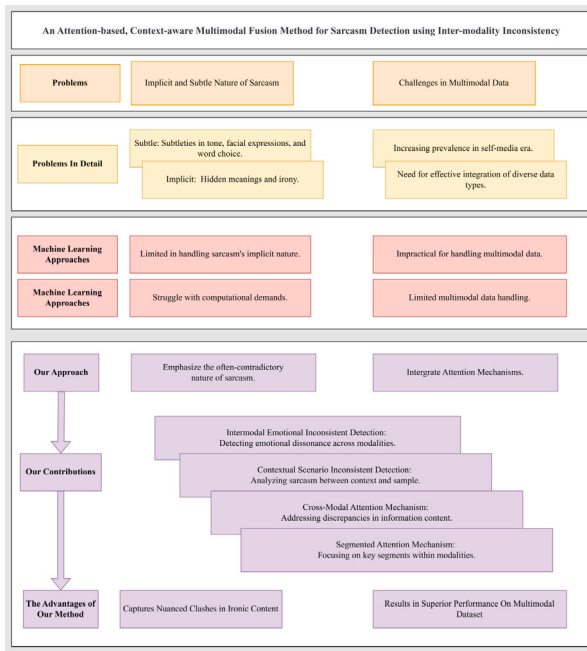 An Attention-based, Context-aware Multimodal Fusion Method for Sarcasm Detection using Inter-modality Inconsistency
Problems
Implicit and Subtle Nature of Sarcasm
Challenges in Multimodal Data
Problems In Detail
Subtle: Subtleties in tone, facial expressions, and
word choice.
Implicit: Hidden meanings and irony.
Increasing prevalence in self-media era.
Need for effective integration of diverse data
types.
Machine Learning
Approaches
Limited in handling sarcasm's implicit nature.
Impractical for handling multimodal data.
Machine Learning
Approaches
Struggle with computational demands.
Limited multimodal data handling.
Our Approach
Emphasize the often-contradictory
nature of sarcasm.
Intergrate Attention Mechanisms.
Our Contributions
Intermodal Emotional Inconsistent Detection:
Detecting emotional dissonance across modalities.
Contextual Scenario Inconsistent Detection:
Analyzing sarcasm between context and sample.
Cross-Modal Attention Mechanism:
Addressing discrepancies in information content.
Segmented Attention Mechanism:
Focusing on key segments within modalities.
The Advantages of
Our Method
Captures Nuanced Clashes in Ironic Content
Results in Superior Performance On Multimodal
Dataset